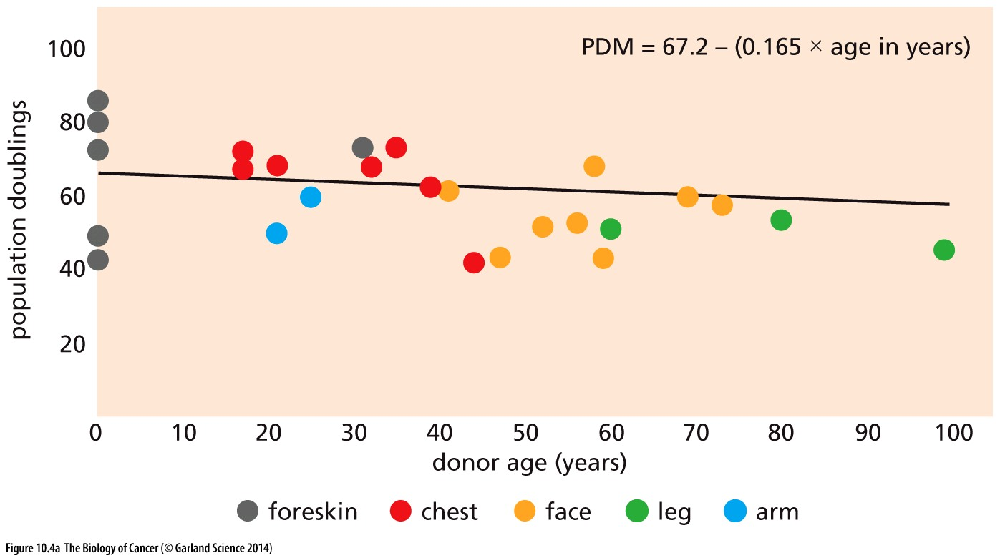 PDM = 67.2 – (0.165 × age in years)
population doublings
100
80
60
40
20
0 10 20 30 40 50 60 70 80 90 100
donor age (years)
foreskin chest face leg arm
Figure 10.4a The Biology of Cancer (© Garland Science 2014)